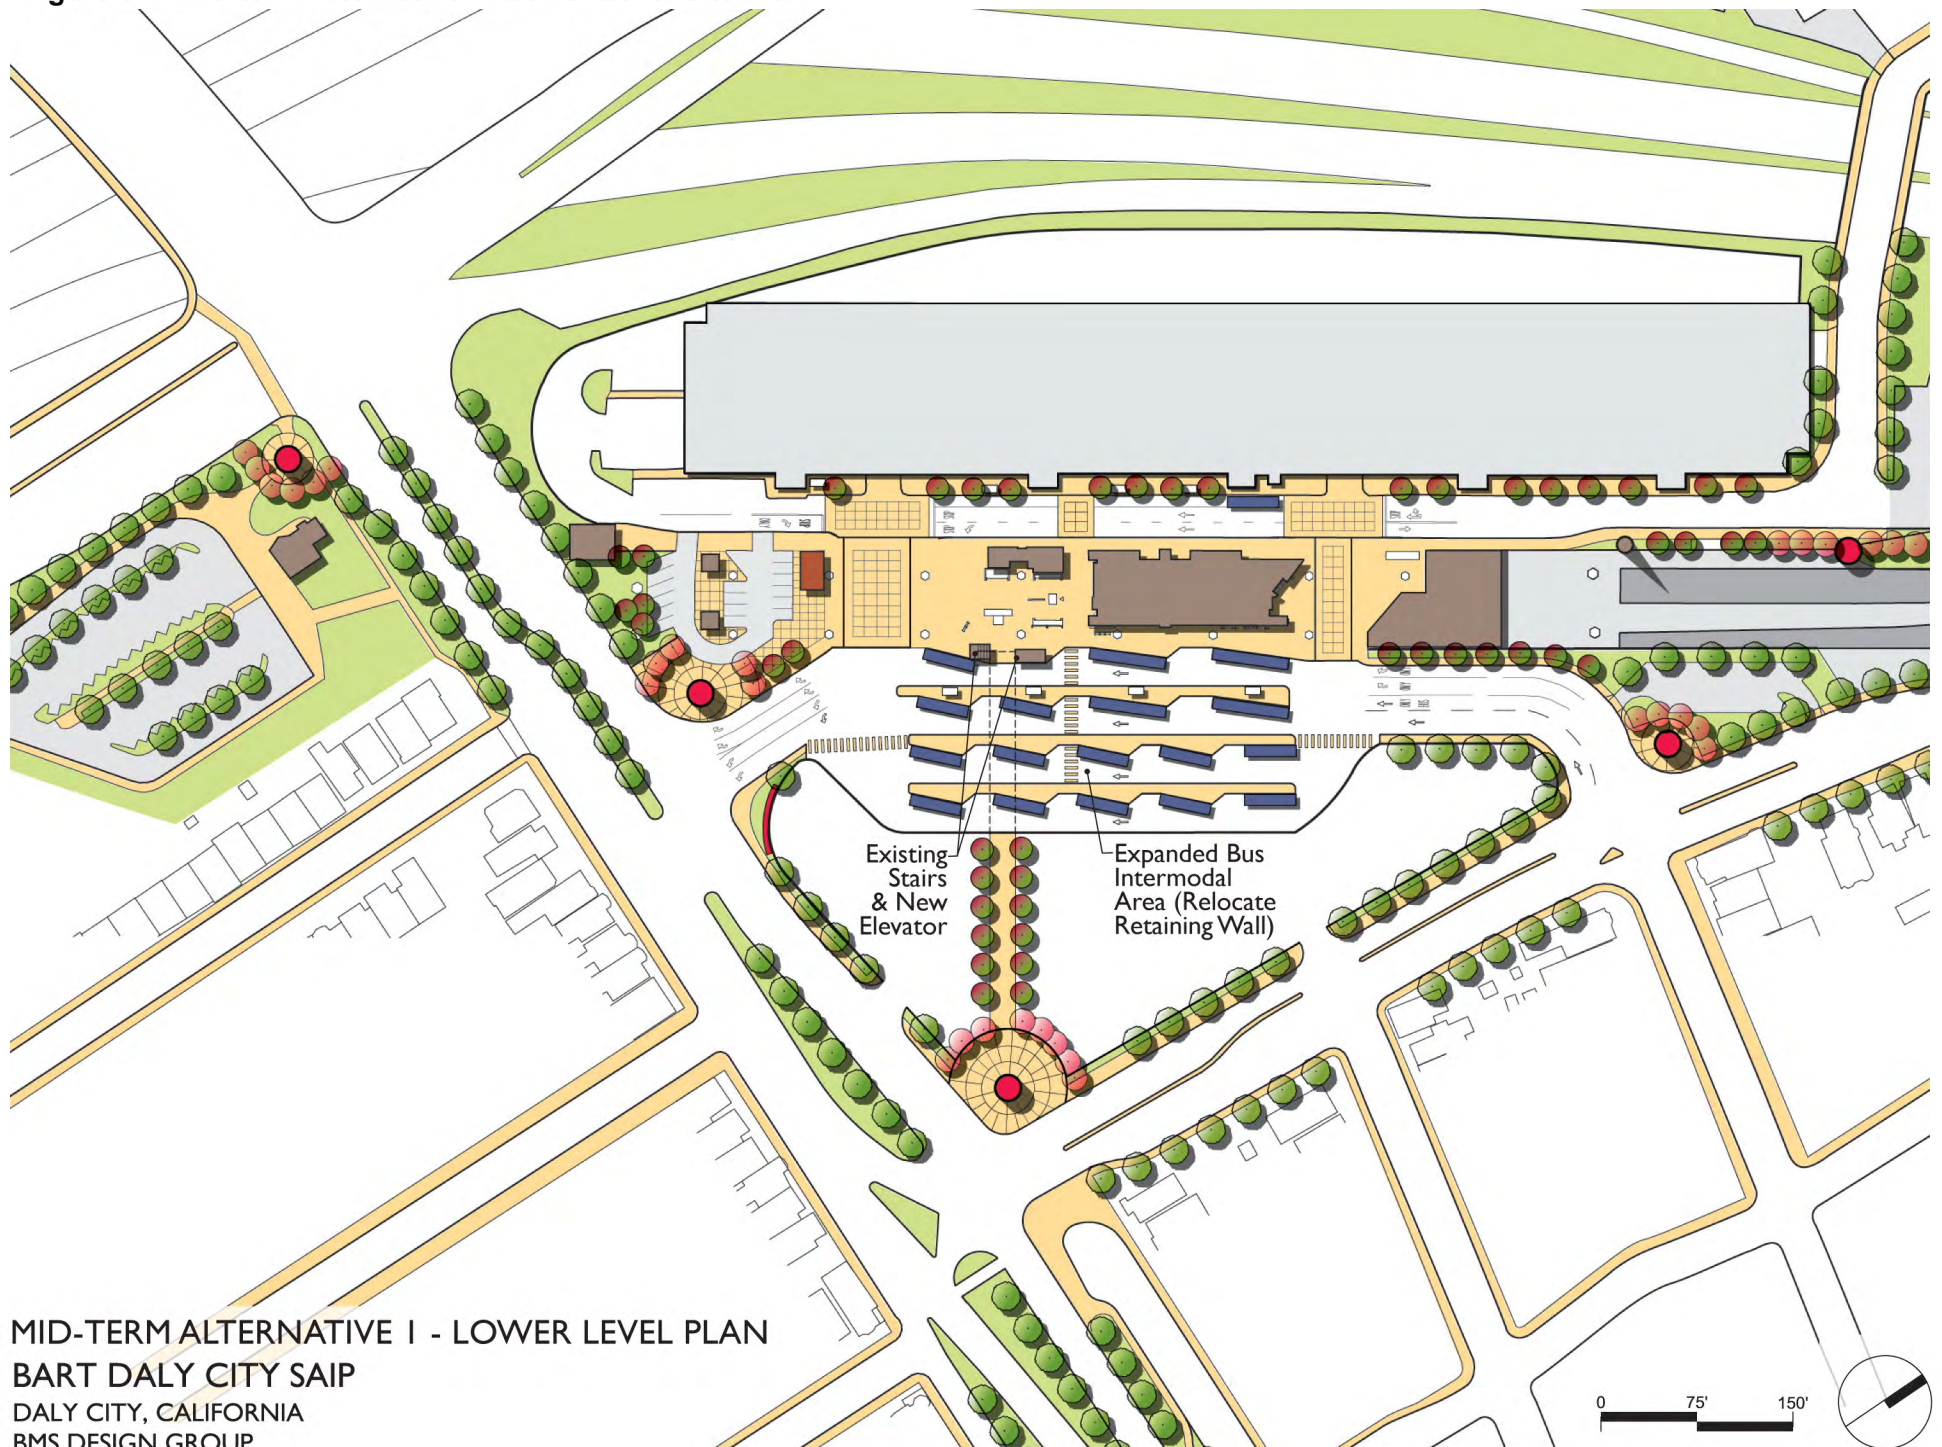 Existing
Stairs
& New
Elevator
Expanded Bus
Intermodal
Area (Relocate
Retaining Wall)
MID-TERM ALTERNATIVE 1 - LOWER LEVEL PLAN
BART DALY CITY SAIP
DALY CITY, CALIFORNIA
BMS DESIGN GROUP
0 75' 150'